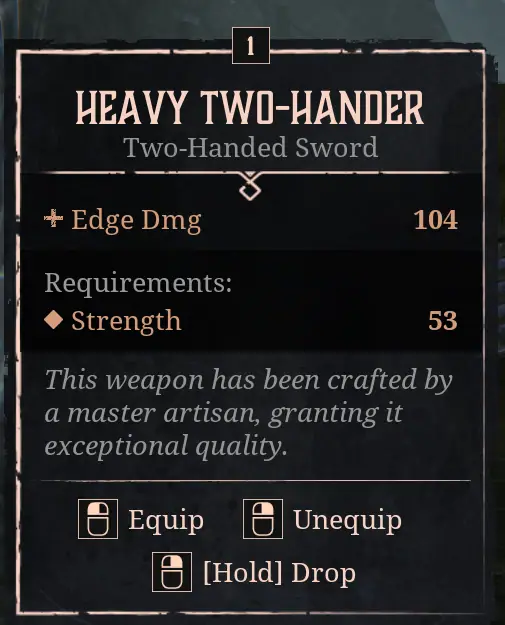 1
HEAVY TWO-HANDER
Two-Handed Sword
Edge Dmg 104
Requirements:
Strength 53
This weapon has been crafted by
a master artisan, granting it
exceptional quality.
Equip Unequip
[Hold] Drop